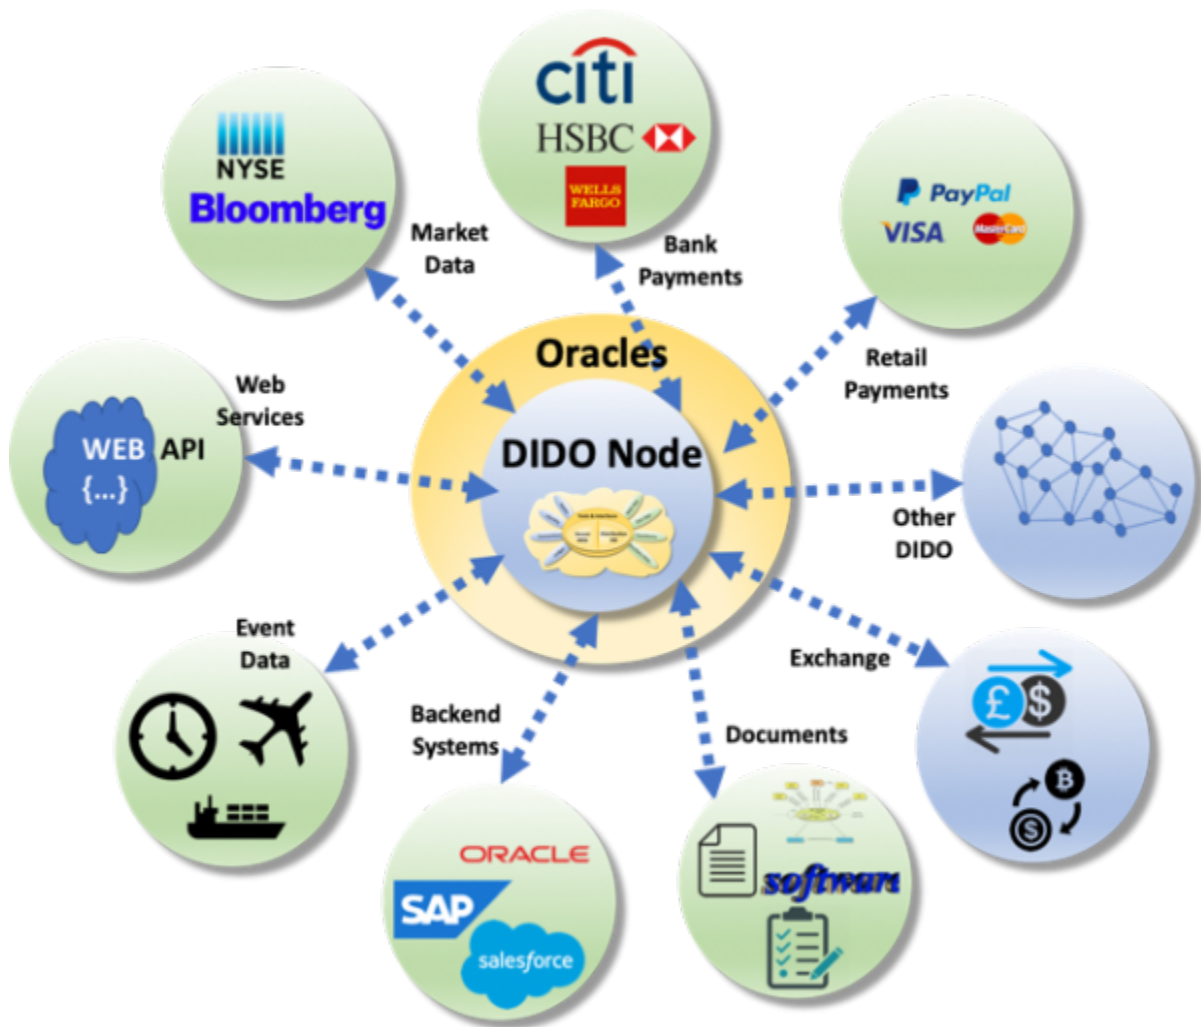 citi
HSBC
WELLS
FARGO
NYSE
Bloomberg
PayPal
VISA
MasterCard
Market
Data
Bank
Payments
Oracles
Retail
Payments
Web
Services
WEB API
{...}
DIDO Node
Other
DIDO
Event
Data
Exchange
£ $
Backend
Systems
Documents
ORACLE
SAP
salesforce
software